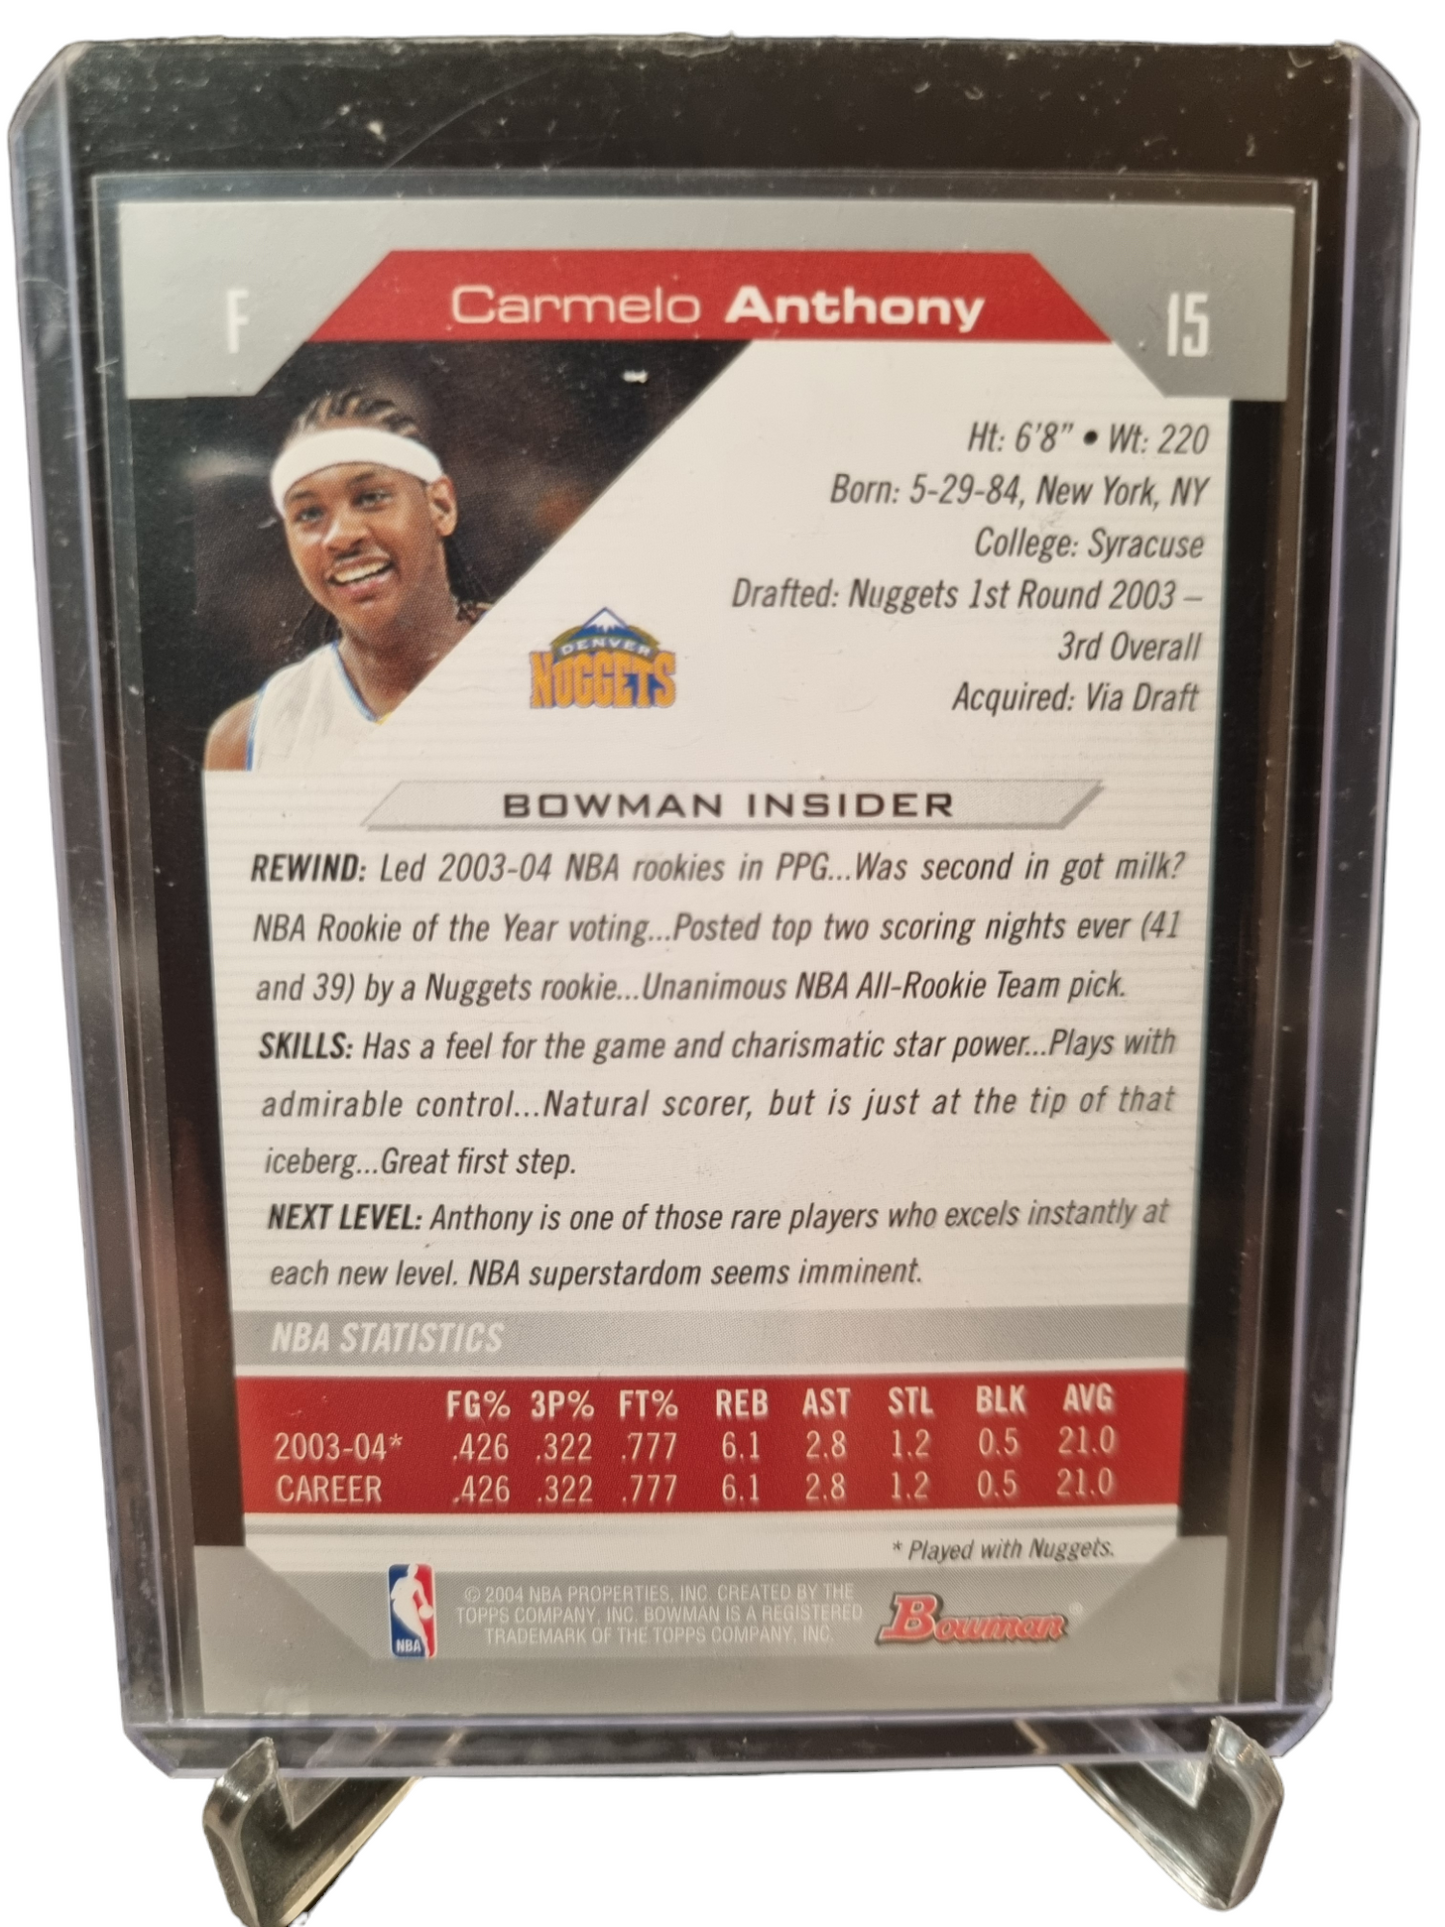 F
Carmelo Anthony
15
Ht: 6'8" • Wt: 220
Born: 5-29-84, New York, NY
College: Syracuse
Drafted: Nuggets 1st Round 2003 –
3rd Overall
Acquired: Via Draft
DENVER
NUGGETS
BOWMAN INSIDER
REWIND: Led 2003-04 NBA rookies in PPG...Was second in got milk?
NBA Rookie of the Year voting...Posted top two scoring nights ever (41
and 39) by a Nuggets rookie...Unanimous NBA All-Rookie Team pick.
SKILLS: Has a feel for the game and charismatic star power...Plays with
admirable control...Natural scorer, but is just at the tip of that
iceberg...Great first step.
NEXT LEVEL: Anthony is one of those rare players who excels instantly at
each new level. NBA superstardom seems imminent.
NBA STATISTICS
FG% 3P% FT% REB AST STL BLK AVG
2003-04* .426 .322 .777 6.1 2.8 1.2 0.5 21.0
CAREER .426 .322 .777 6.1 2.8 1.2 0.5 21.0
* Played with Nuggets.
NBA
© 2004 NBA PROPERTIES, INC. CREATED BY THE
TOPPS COMPANY, INC. BOWMAN IS A REGISTERED
TRADEMARK OF THE TOPPS COMPANY, INC.
Bowman®